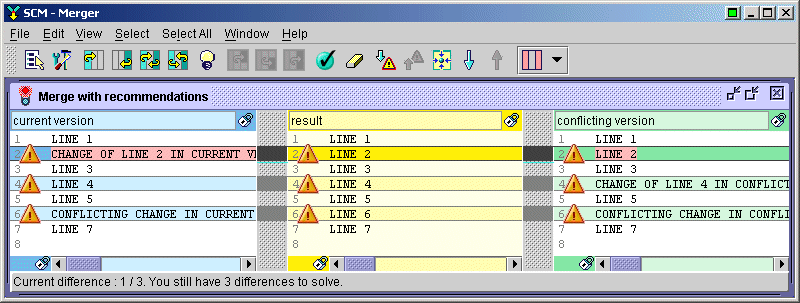 SCM - Merger
File Edit View Select Select All Window Help
Merge with recommendations
current version result conflicting version
1 LINE 1 1 LINE 1 1 LINE 1
2 CHANGE OF LINE 2 IN CURRENT 2 LINE 2 2 LINE 2
3 LINE 3 3 LINE 3 3 LINE 3
4 LINE 4 4 LINE 4 4 CHANGE OF LINE 4 IN CONFLICT
5 LINE 5 5 LINE 5 5 LINE 5
6 CONFLICTING CHANGE IN CURRENT 6 LINE 6 6 CONFLICTING CHANGE IN CONFLI
7 LINE 7 7 LINE 7 7 LINE 7
8 8 8
Current difference : 1 / 3. You still have 3 differences to solve.